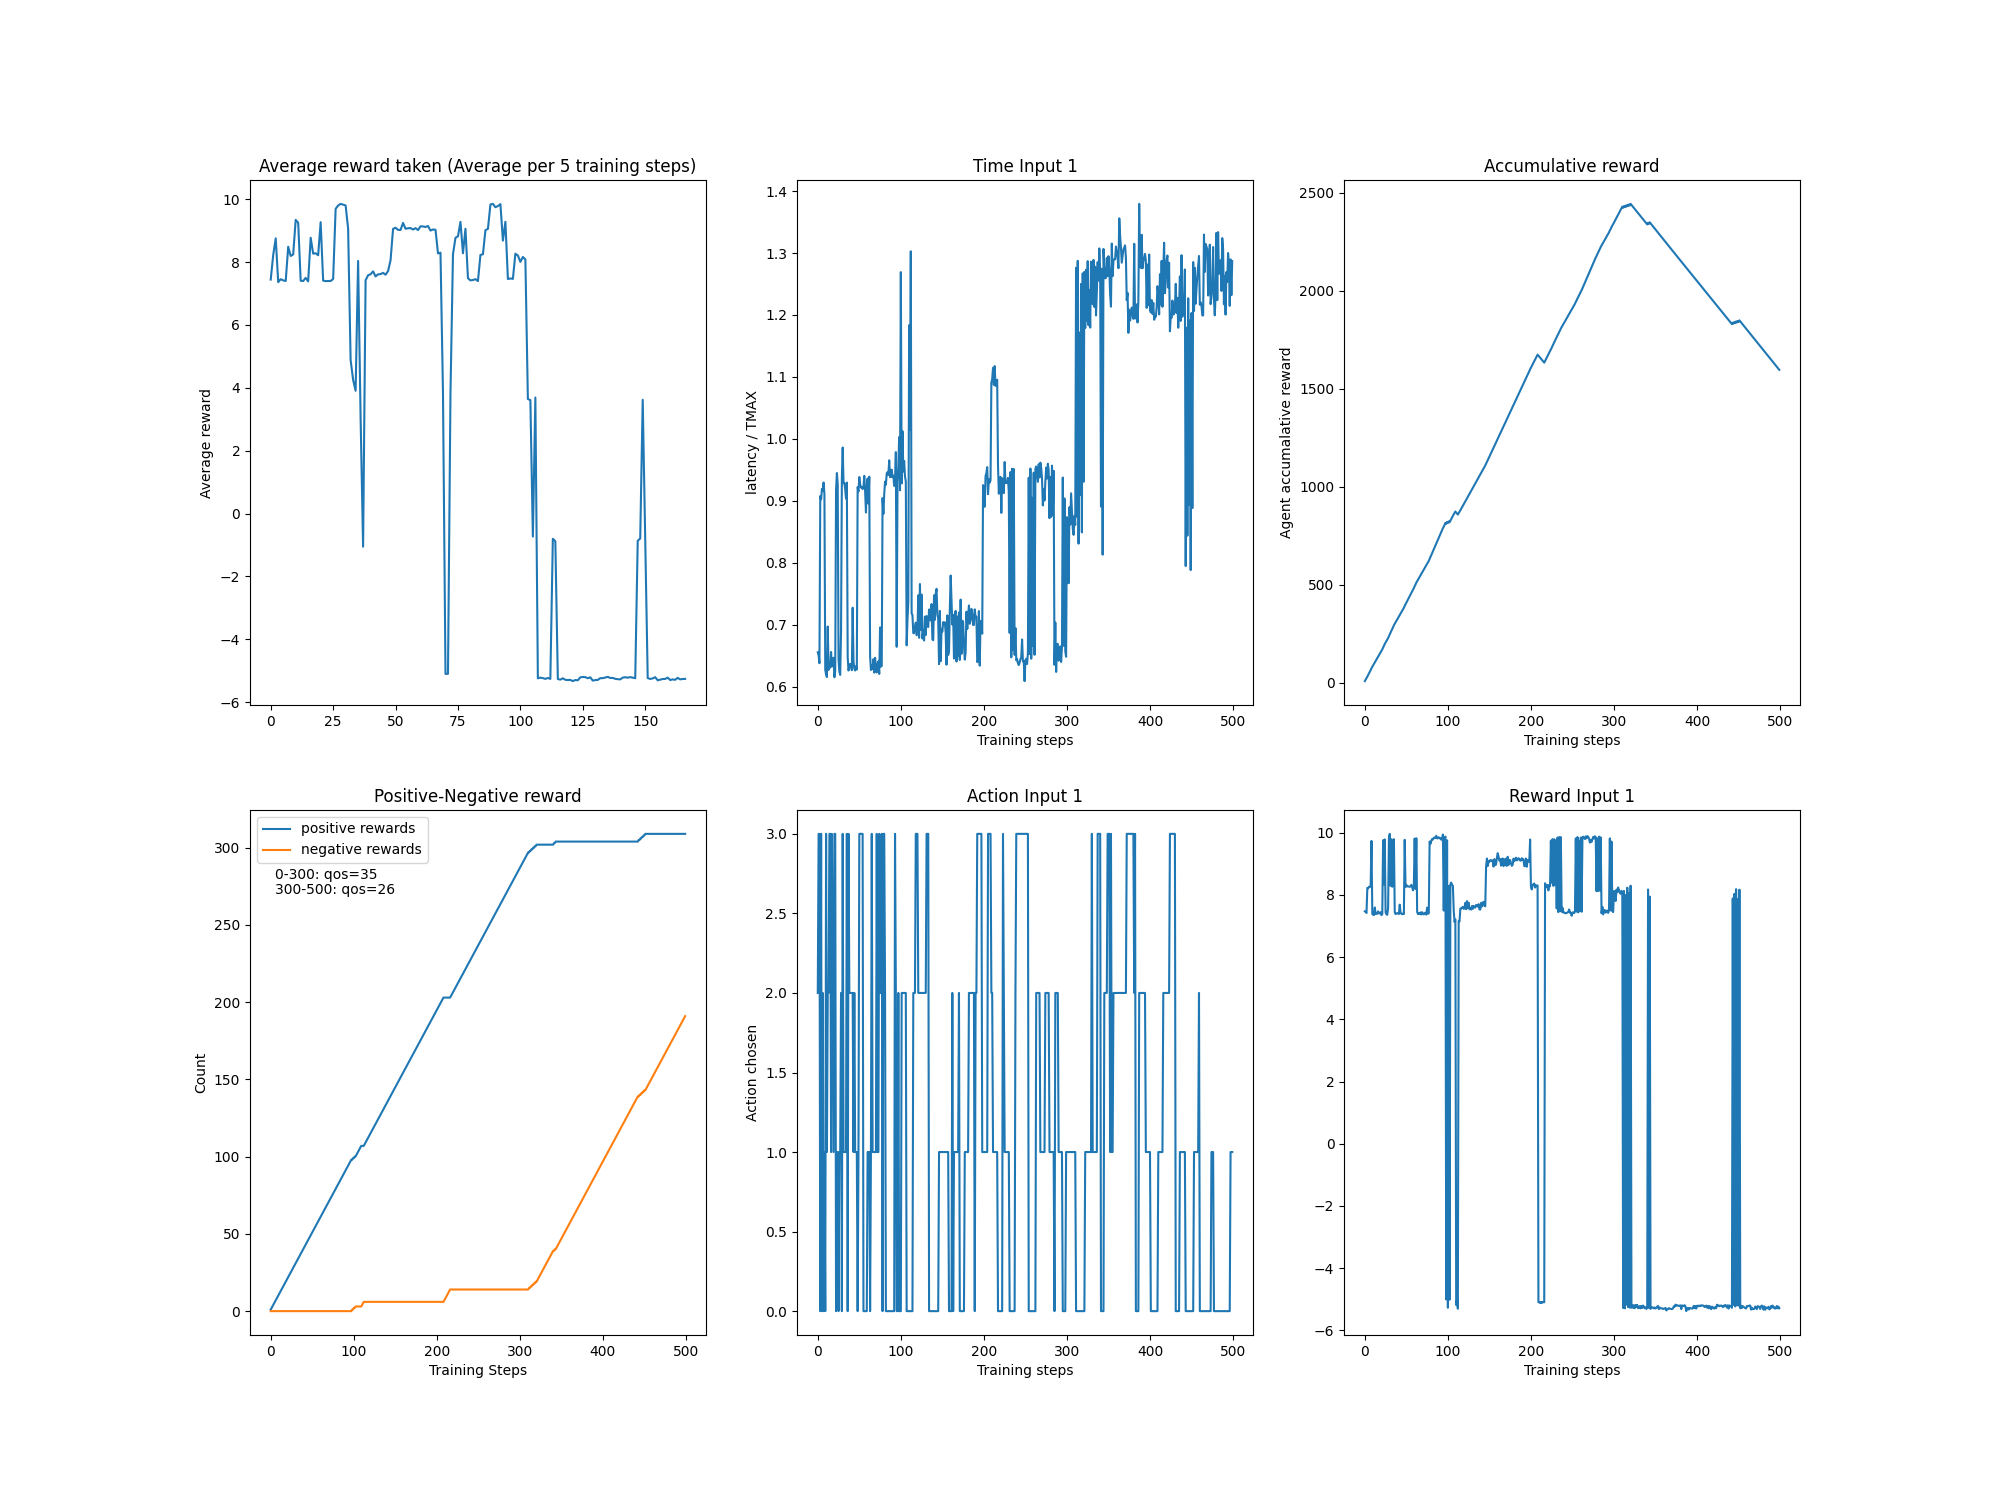 Average reward taken (Average per 5 training steps)
Average reward
10
8
6
4
2
0
−2
−4
−6
0 25 50 75 100 125 150
Time Input 1
latency / TMAX
1.4
1.3
1.2
1.1
1.0
0.9
0.8
0.7
0.6
0 100 200 300 400 500
Training steps
Accumulative reward
Agent accumalative reward
2500
2000
1500
1000
500
0
0 100 200 300 400 500
Training steps
Positive-Negative reward
positive rewards
negative rewards
0-300: qos=35
300-500: qos=26
Count
300
250
200
150
100
50
0
0 100 200 300 400 500
Training Steps
Action Input 1
Action chosen
3.0
2.5
2.0
1.5
1.0
0.5
0.0
0 100 200 300 400 500
Training steps
Reward Input 1
10
8
6
4
2
0
−2
−4
−6
0 100 200 300 400 500
Training steps